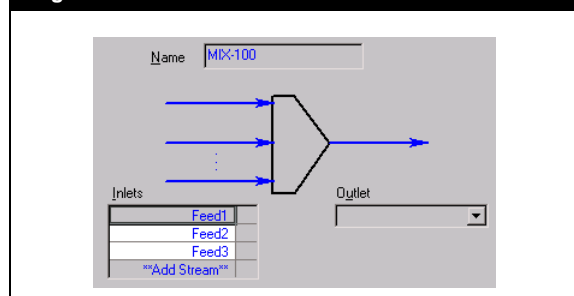 Name MIX-100
Inlets
Outlet
Feed1
Feed2
Feed3
**Add Stream**